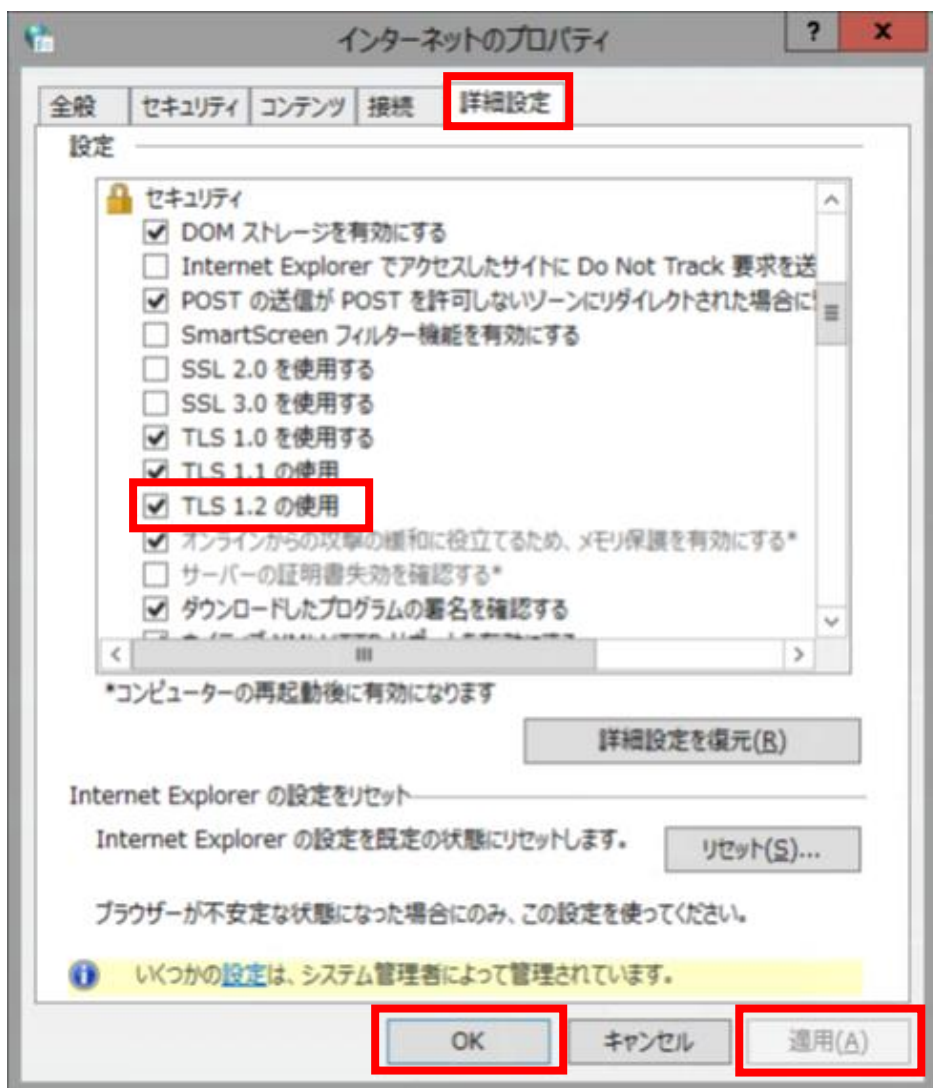 インターネットのプロパティ
? x
全般 セキュリティ コンテンツ 接続 詳細設定
設定
セキュリティ
DOM ストレージを有効にする
Internet Explorer でアクセスしたサイトに Do Not Track 要求を送
POST の送信が POST を許可しないゾーンにリダイレクトされた場合に
SmartScreen フィルター機能を有効にする
SSL 2.0 を使用する
SSL 3.0 を使用する
TLS 1.0 を使用する
TLS 1.1 の使用
TLS 1.2 の使用
オンラインからの攻撃の緩和に役立てるため、メモリ保護を有効にする*
サーバーの証明書失効を確認する*
ダウンロードしたプログラムの署名を確認する
*コンピューターの再起動後に有効になります
詳細設定を復元(R)
Internet Explorer の設定をリセット
Internet Explorer の設定を既定の状態にリセットします。
リセット(S)...
ブラウザーが不安定な状態になった場合にのみ、この設定を使ってください。
いくつかの設定は、システム管理者によって管理されています。
OK キャンセル 適用(A)